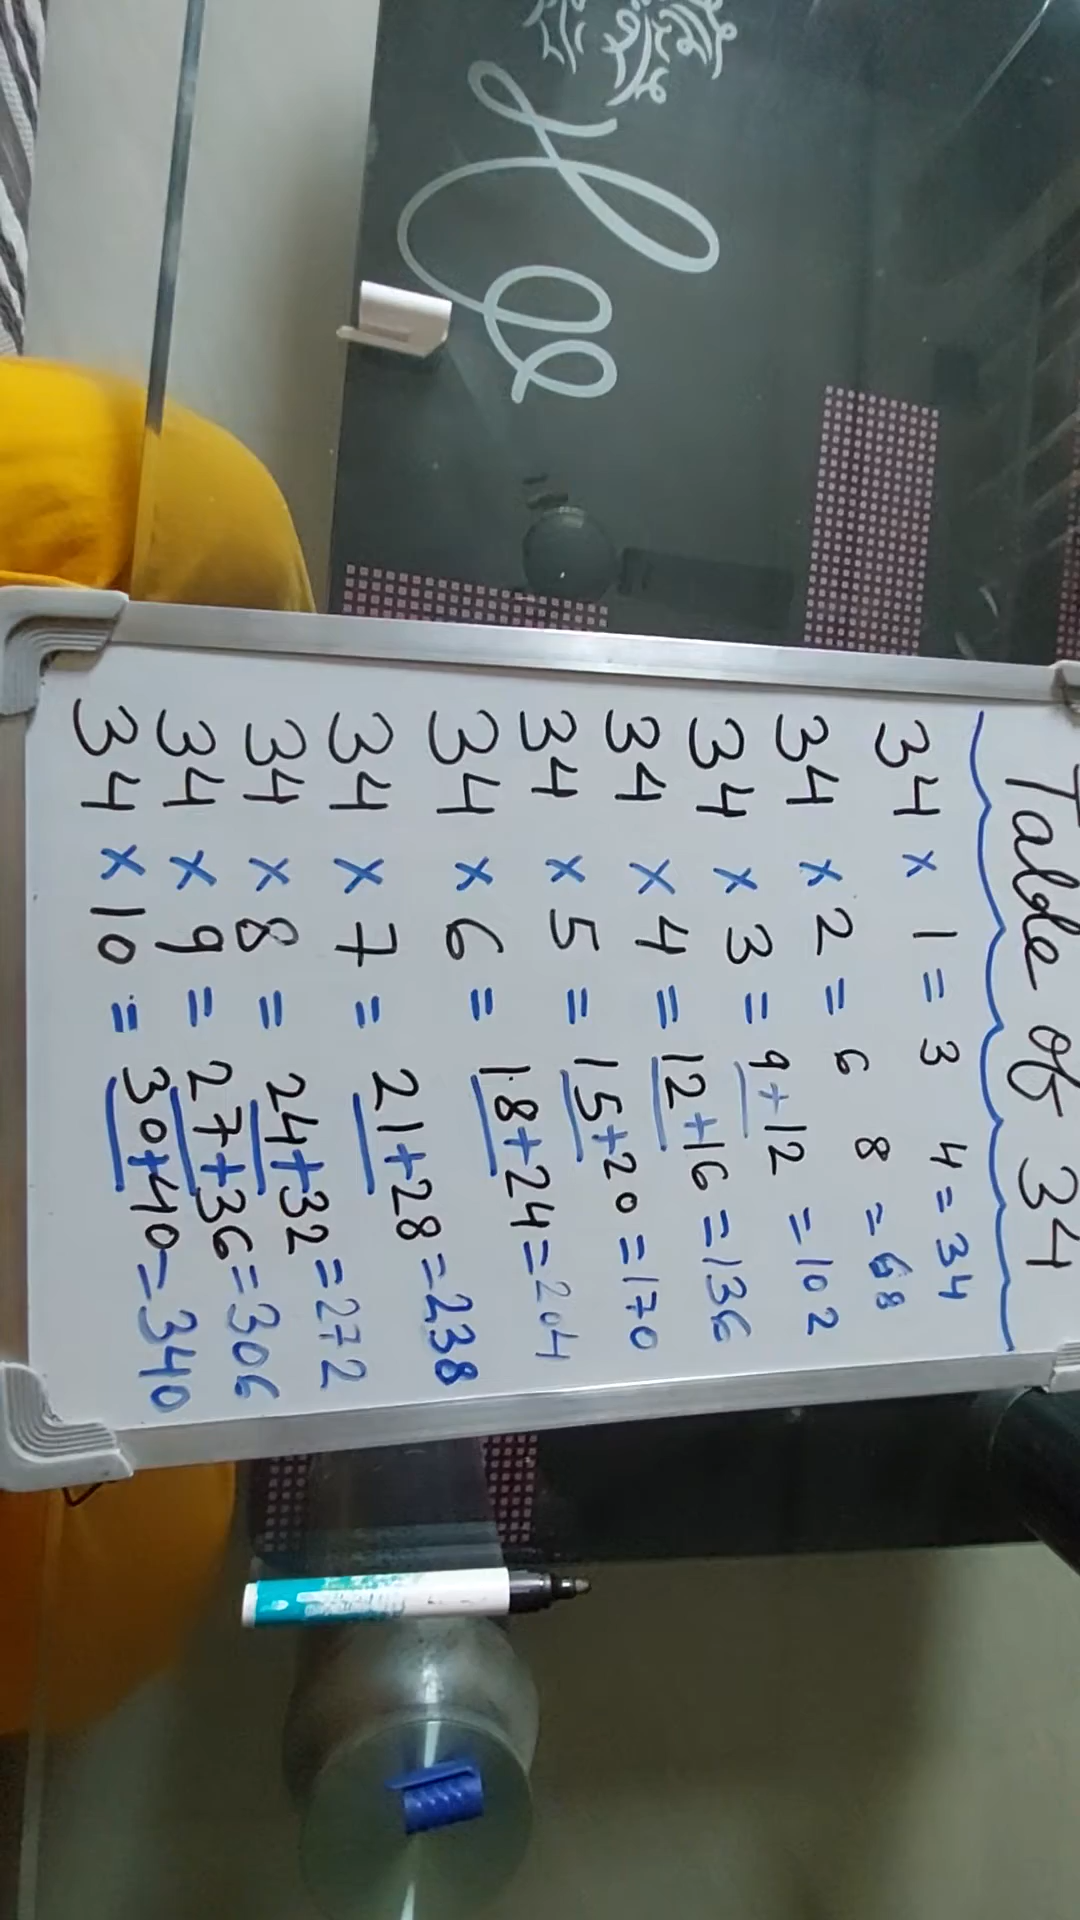 Table of 34
34 × 1 = 3 4 = 34
34 × 2 = 6 8 = 68
34 × 3 = 9+12 = 102
34 × 4 = 12+16 = 136
34 × 5 = 15+20 = 170
34 × 6 = 18+24 = 204
34 × 7 = 21+28 = 238
34 × 8 = 24+32 = 272
34 × 9 = 27+36 = 306
34 × 10 = 30+40 = 340